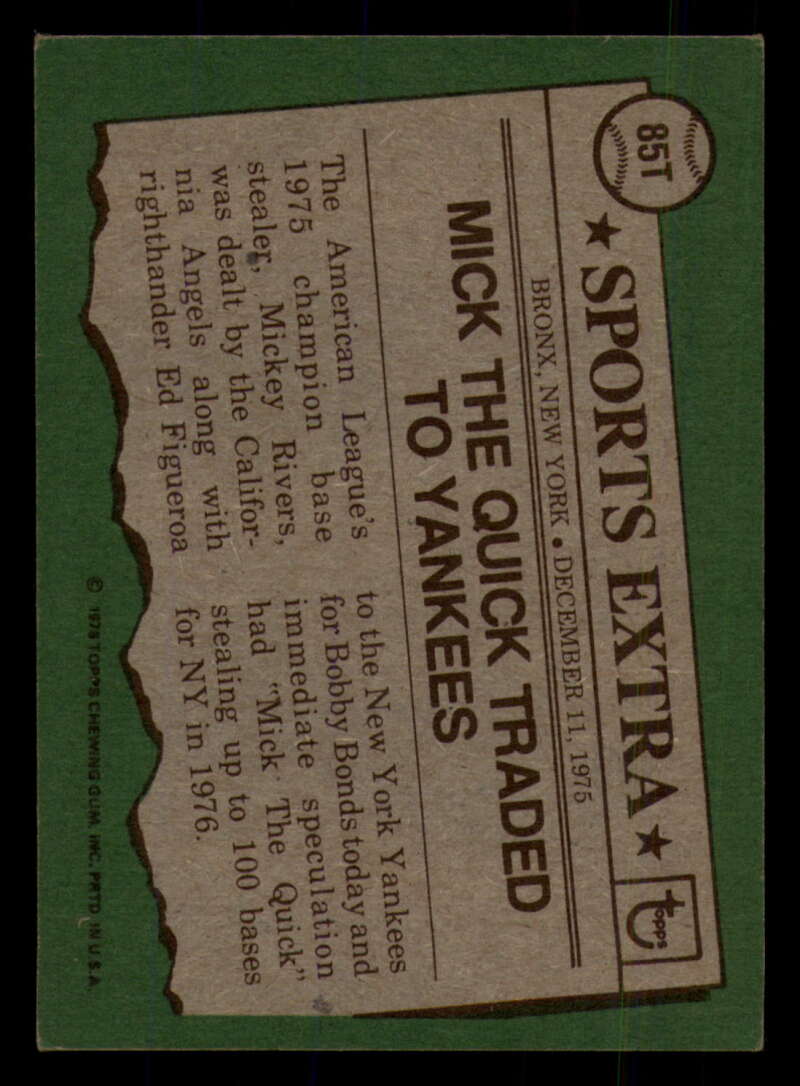 85T
★ SPORTS EXTRA ★
topps
BRONX, NEW YORK • DECEMBER 11, 1975
MICK THE QUICK TRADED
TO YANKEES
The American League's
1975 champion base
stealer, Mickey Rivers,
was dealt by the Califor-
nia Angels along with
righthander Ed Figueroa
to the New York Yankees
for Bobby Bonds today and
immediate speculation
had "Mick The Quick"
stealing up to 100 bases
for NY in 1976.
© 1976 TOPPS CHEWING GUM, INC. PRTD. IN U.S.A.